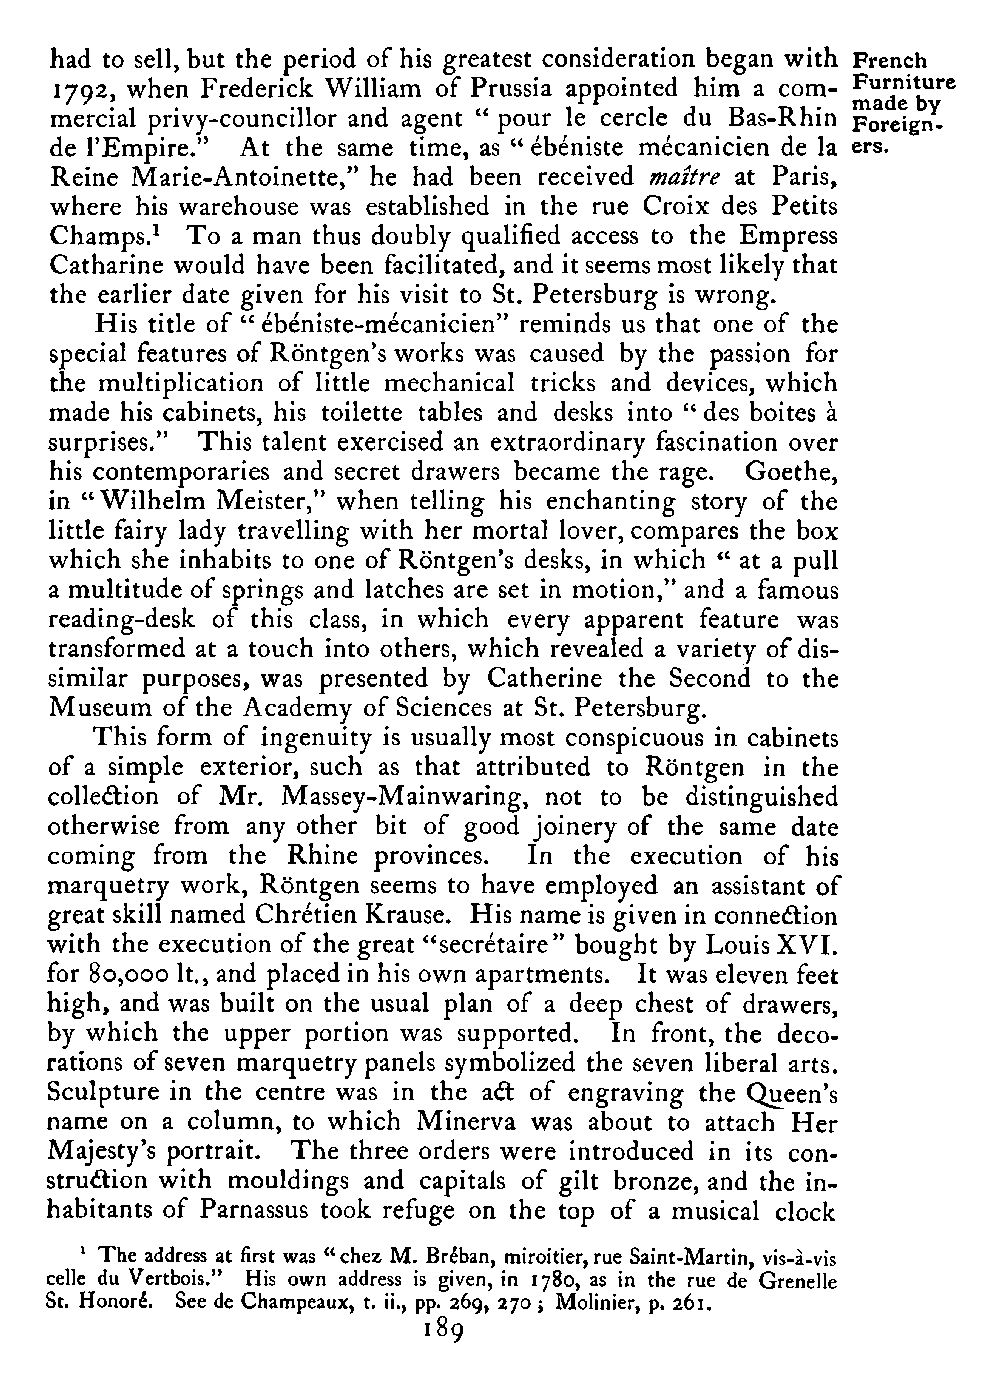 had to sell, but the period of his greatest consideration began with
1792, when Frederick William of Prussia appointed him a com-
mercial privy-councillor and agent “ pour le cercle du Bas-Rhin
de l’Empire.” At the same time, as “ ébéniste mécanicien de la
Reine Marie-Antoinette,” he had been received maître at Paris,
where his warehouse was established in the rue Croix des Petits
Champs.¹ To a man thus doubly qualified access to the Empress
Catharine would have been facilitated, and it seems most likely that
the earlier date given for his visit to St. Petersburg is wrong.
French
Furniture
made by
Foreign-
ers.
His title of “ ébéniste-mécanicien” reminds us that one of the
special features of Röntgen’s works was caused by the passion for
the multiplication of little mechanical tricks and devices, which
made his cabinets, his toilette tables and desks into “ des boites à
surprises.” This talent exercised an extraordinary fascination over
his contemporaries and secret drawers became the rage. Goethe,
in “Wilhelm Meister,” when telling his enchanting story of the
little fairy lady travelling with her mortal lover, compares the box
which she inhabits to one of Röntgen’s desks, in which “ at a pull
a multitude of springs and latches are set in motion,” and a famous
reading-desk of this class, in which every apparent feature was
transformed at a touch into others, which revealed a variety of dis-
similar purposes, was presented by Catherine the Second to the
Museum of the Academy of Sciences at St. Petersburg.
This form of ingenuity is usually most conspicuous in cabinets
of a simple exterior, such as that attributed to Röntgen in the
collection of Mr. Massey-Mainwaring, not to be distinguished
otherwise from any other bit of good joinery of the same date
coming from the Rhine provinces. In the execution of his
marquetry work, Röntgen seems to have employed an assistant of
great skill named Chrétien Krause. His name is given in connection
with the execution of the great “secrétaire” bought by Louis XVI.
for 80,000 lt., and placed in his own apartments. It was eleven feet
high, and was built on the usual plan of a deep chest of drawers,
by which the upper portion was supported. In front, the deco-
rations of seven marquetry panels symbolized the seven liberal arts.
Sculpture in the centre was in the act of engraving the Queen’s
name on a column, to which Minerva was about to attach Her
Majesty’s portrait. The three orders were introduced in its con-
struction with mouldings and capitals of gilt bronze, and the in-
habitants of Parnassus took refuge on the top of a musical clock
¹ The address at first was “chez M. Bréban, miroitier, rue Saint-Martin, vis-à-vis
celle du Vertbois.” His own address is given, in 1780, as in the rue de Grenelle
St. Honoré. See de Champeaux, t. ii., pp. 269, 270; Molinier, p. 261.
189